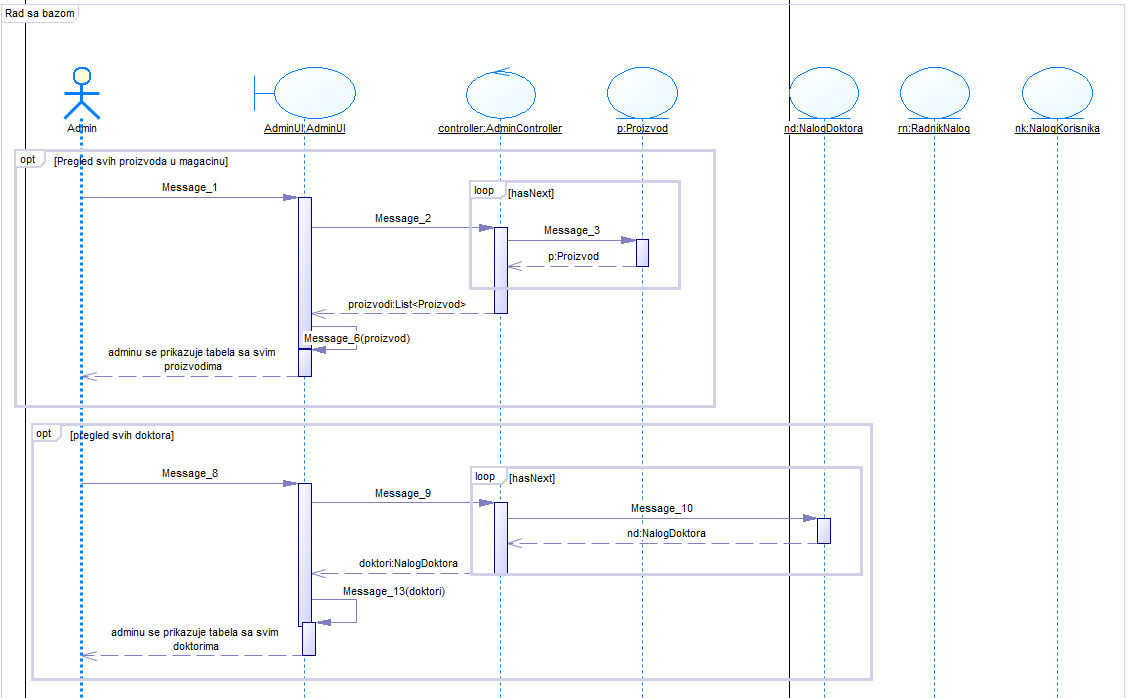 Rad sa bazom
Admin
AdminUI:AdminUI
controller:AdminController
p:Proizvod
nd:NalogDoktora
rn:RadnikNalog
nk:NalogKorisnika
opt
[Pregled svih proizvoda u magacinu]
Message_1
loop
[hasNext]
Message_2
Message_3
p:Proizvod
proizvodi:List<Proizvod>
Message_6(proizvod)
adminu se prikazuje tabela sa svim
proizvodima
opt
[pregled svih doktora]
Message_8
loop
[hasNext]
Message_9
Message_10
nd:NalogDoktora
doktori:NalogDoktora
Message_13(doktori)
adminu se prikazuje tabela sa svim
doktorima